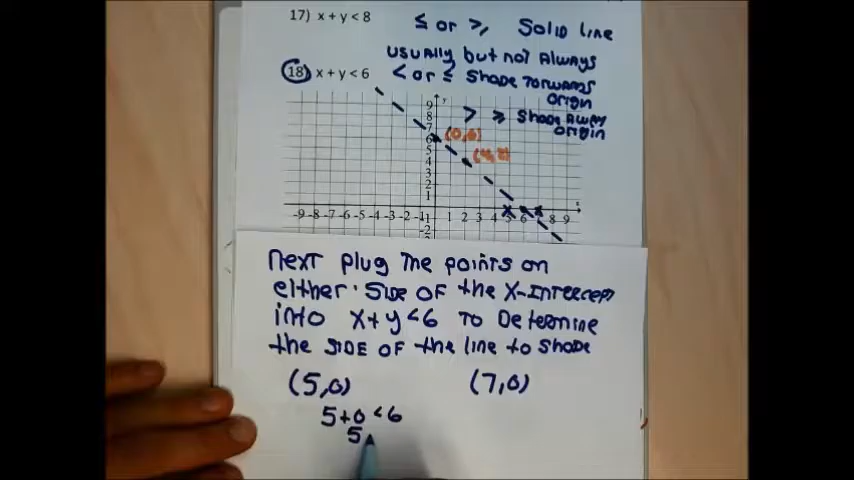 17) x + y < 8
≤ or ≥, Solid line
usually but not Always
18) x + y < 6
< or ≤ Shade Towards
origin
> ≥ Shade Away
origin
y
9
8
7
6
5
4
3
2
1
(0,6)
x
-9 -8 -7 -6 -5 -4 -3 -2 -1 1 2 3 4 5 6 7 8 9
-2
Next plug the points on
either side of the x-intercept
into x+y<6 to Determine
the side of the line to shade
(5,0) (7,0)
5+0<6
5